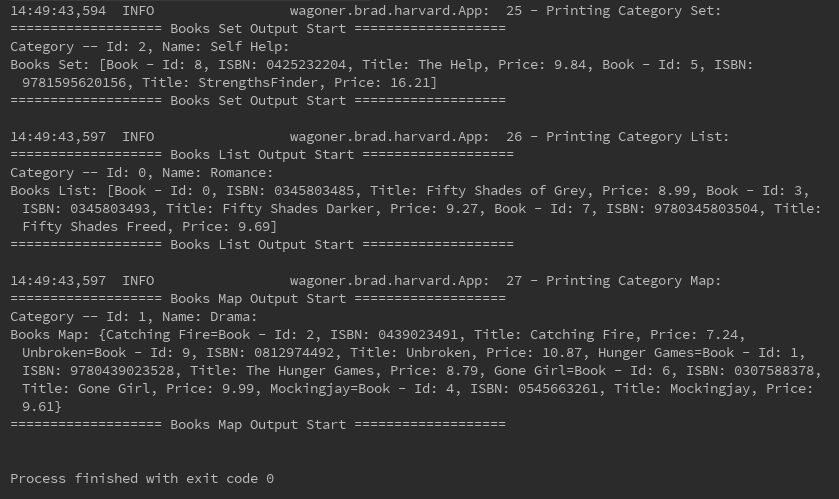 14:49:43,594  INFO                wagoner.brad.harvard.App:  25 - Printing Category Set:
=================== Books Set Output Start ===================
Category -- Id: 2, Name: Self Help:
Books Set: [Book - Id: 8, ISBN: 0425232204, Title: The Help, Price: 9.84, Book - Id: 5, ISBN:
9781595620156, Title: StrengthsFinder, Price: 16.21]
=================== Books Set Output Start ===================
14:49:43,597  INFO                wagoner.brad.harvard.App:  26 - Printing Category List:
=================== Books List Output Start ===================
Category -- Id: 0, Name: Romance:
Books List: [Book - Id: 0, ISBN: 0345803485, Title: Fifty Shades of Grey, Price: 8.99, Book - Id: 3,
ISBN: 0345803493, Title: Fifty Shades Darker, Price: 9.27, Book - Id: 7, ISBN: 9780345803504, Title:
Fifty Shades Freed, Price: 9.69]
=================== Books List Output Start ===================
14:49:43,597  INFO                wagoner.brad.harvard.App:  27 - Printing Category Map:
=================== Books Map Output Start ===================
Category -- Id: 1, Name: Drama:
Books Map: {Catching Fire=Book - Id: 2, ISBN: 0439023491, Title: Catching Fire, Price: 7.24,
Unbroken=Book - Id: 9, ISBN: 0812974492, Title: Unbroken, Price: 10.87, Hunger Games=Book - Id: 1,
ISBN: 9780439023528, Title: The Hunger Games, Price: 8.79, Gone Girl=Book - Id: 6, ISBN: 0307588378,
Title: Gone Girl, Price: 9.99, Mockingjay=Book - Id: 4, ISBN: 0545663261, Title: Mockingjay, Price:
9.61}
=================== Books Map Output Start ===================
Process finished with exit code 0